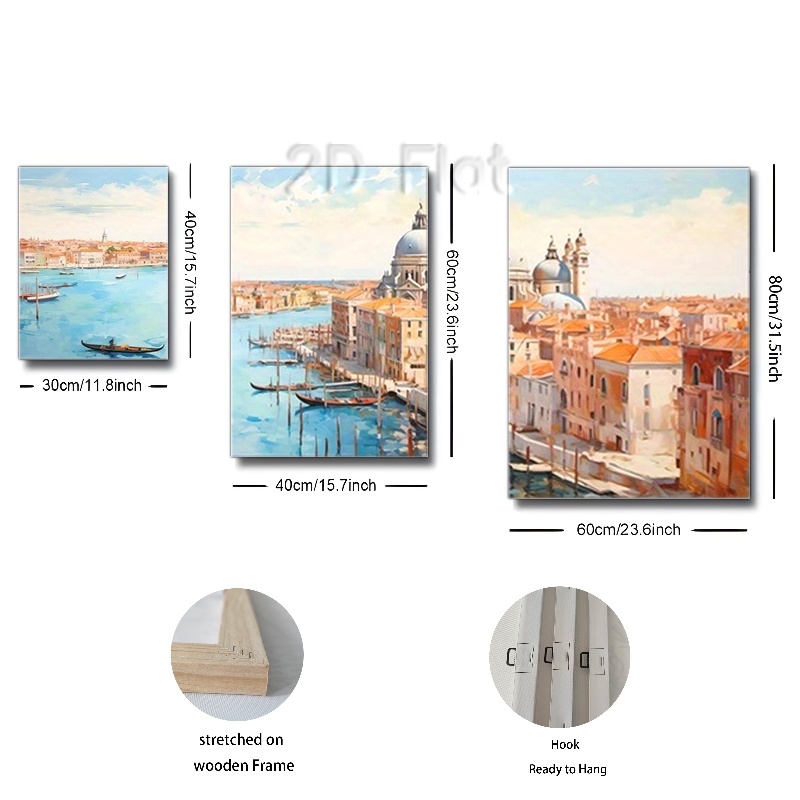 2D Flat
40cm/15.7inch
60cm/23.6inch
80cm/31.5inch
30cm/11.8inch
40cm/15.7inch
60cm/23.6inch
stretched on
wooden Frame
Hook
Ready to Hang